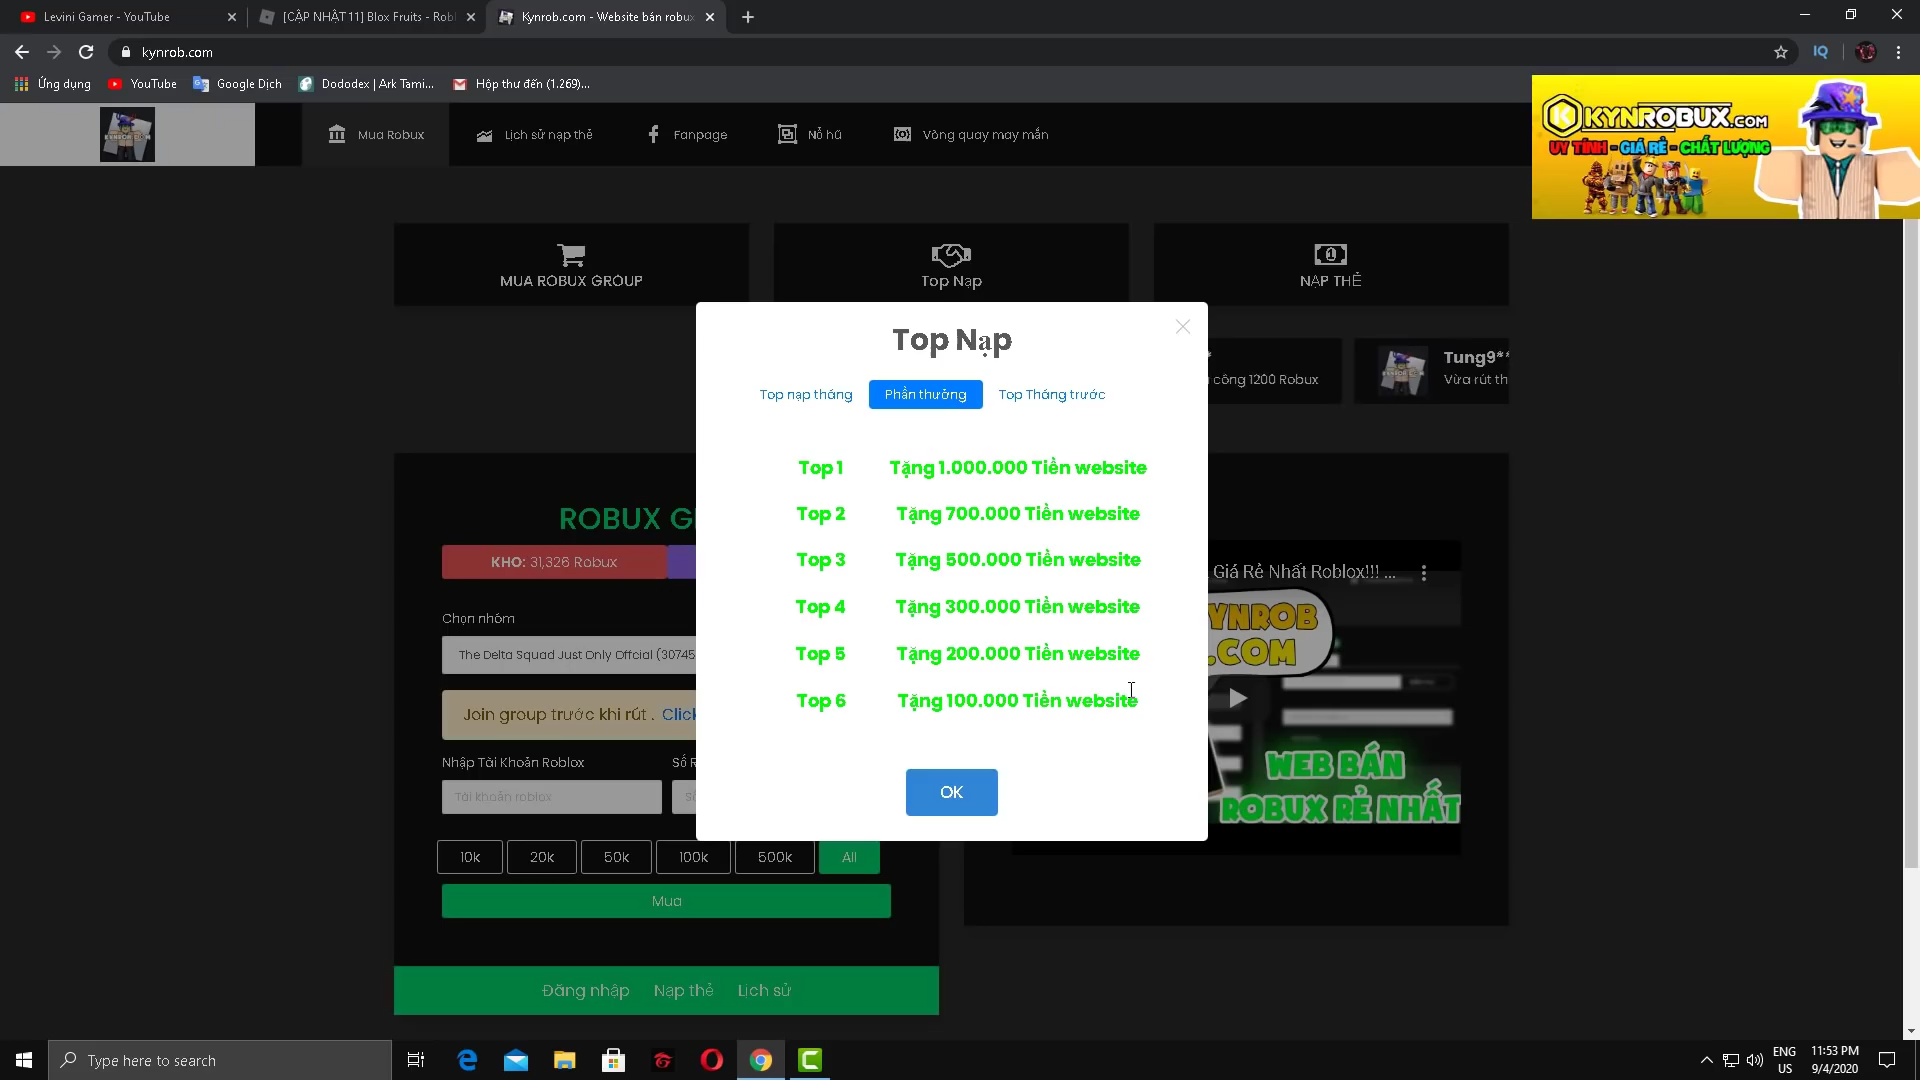 Levini Gamer - YouTube
[CẬP NHẬT 11] Blox Fruits - Robl
Kynrob.com - Website bán robux
kynrob.com
IQ
Ứng dụng
YouTube
Google Dịch
Dododex | Ark Tami...
Hộp thư đến (1.269)...
Mua Robux
Lịch sử nạp thẻ
Fanpage
Nổ hũ
Vòng quay may mắn
KYNROBUX.COM
UY TÍNH - GIÁ RẺ - CHẤT LƯỢNG
MUA ROBUX GROUP
Top Nạp
NẠP THẺ
Top Nạp
Top nạp tháng
Phần thưởng
Top Tháng trước
công 1200 Robux
Tung9**
Vừa rút th
Top 1 Tặng 1.000.000 Tiền website
Top 2 Tặng 700.000 Tiền website
Top 3 Tặng 500.000 Tiền website
Top 4 Tặng 300.000 Tiền website
Top 5 Tặng 200.000 Tiền website
Top 6 Tặng 100.000 Tiền website
OK
ROBUX G
KHO: 31,326 Robux
Chọn nhóm
The Delta Squad Just Only Offcial (30745
Join group trước khi rút . Click
Nhập Tài Khoản Roblox
Số R
Tài khoản roblox
10k
20k
50k
100k
500k
All
Mua
Đăng nhập
Nạp thẻ
Lịch sử
Giá Rẻ Nhất Roblox!!! ...
KYNROB
.COM
WEB BÁN
ROBUX RẺ NHẤT
Type here to search
ENG
US
11:53 PM
9/4/2020